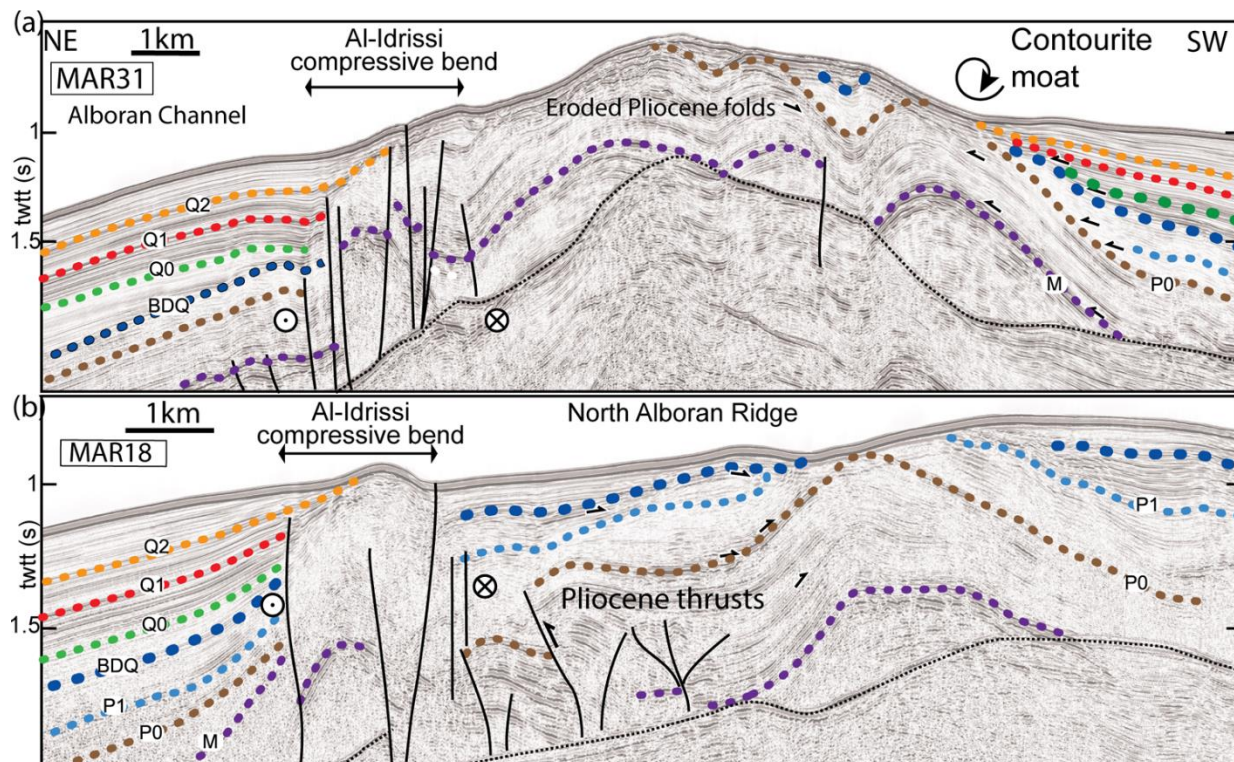 (a)
NE
1km
Al-Idrissi
compressive bend
Contourite
moat
SW
MAR31
Alboran Channel
Eroded Pliocene folds
1
twtt (s)
1.5
Q2
Q1
Q0
BDQ
M
P0
(b)
1km
Al-Idrissi
compressive bend
North Alboran Ridge
MAR18
1
twtt (s)
1.5
Q2
Q1
Q0
BDQ
P1
P0
M
Pliocene thrusts
P1
P0